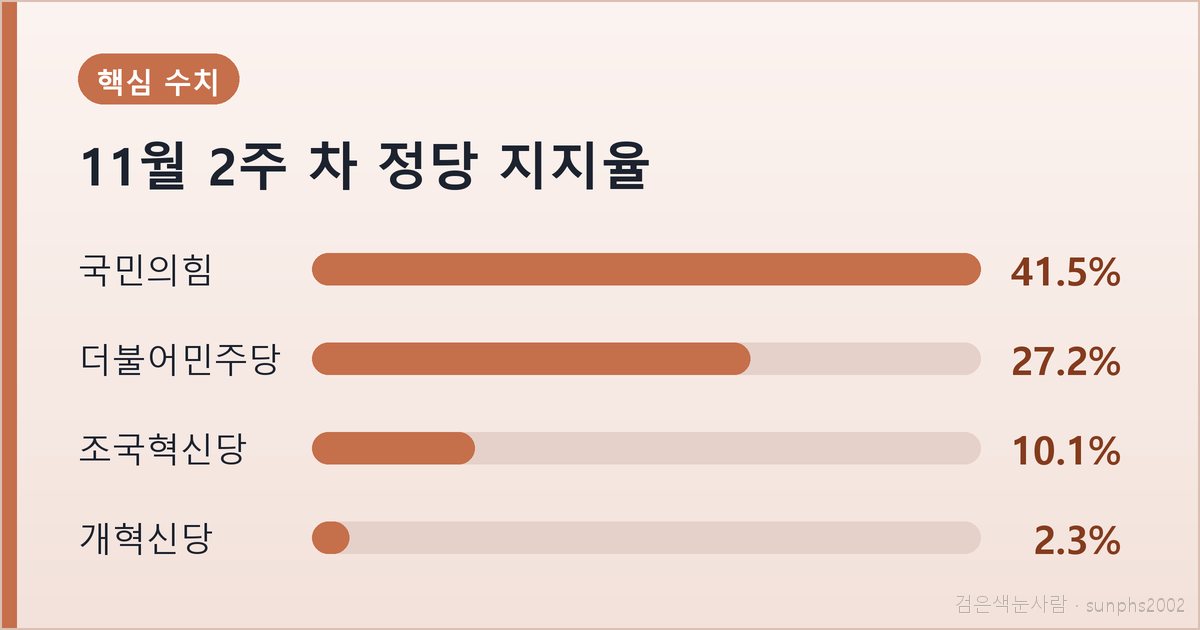 핵심 수치
11월 2주 차 정당 지지율
국민의힘 41.5%
더불어민주당 27.2%
조국혁신당 10.1%
개혁신당 2.3%
검은색눈사람 · sunphs2002